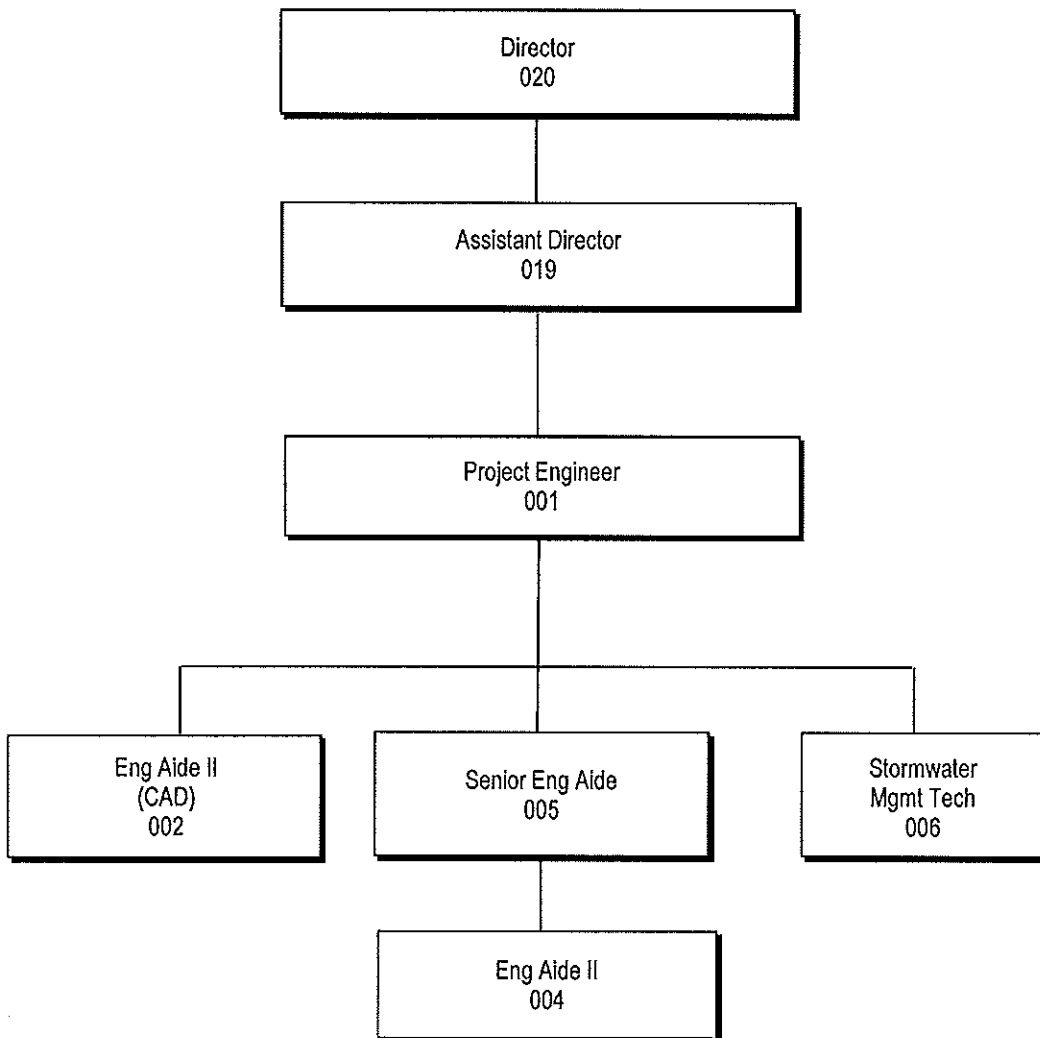 Director
020
Assistant Director
019
Project Engineer
001
Eng Aide II
(CAD)
002
Senior Eng Aide
005
Stormwater
Mgmt Tech
006
Eng Aide II
004